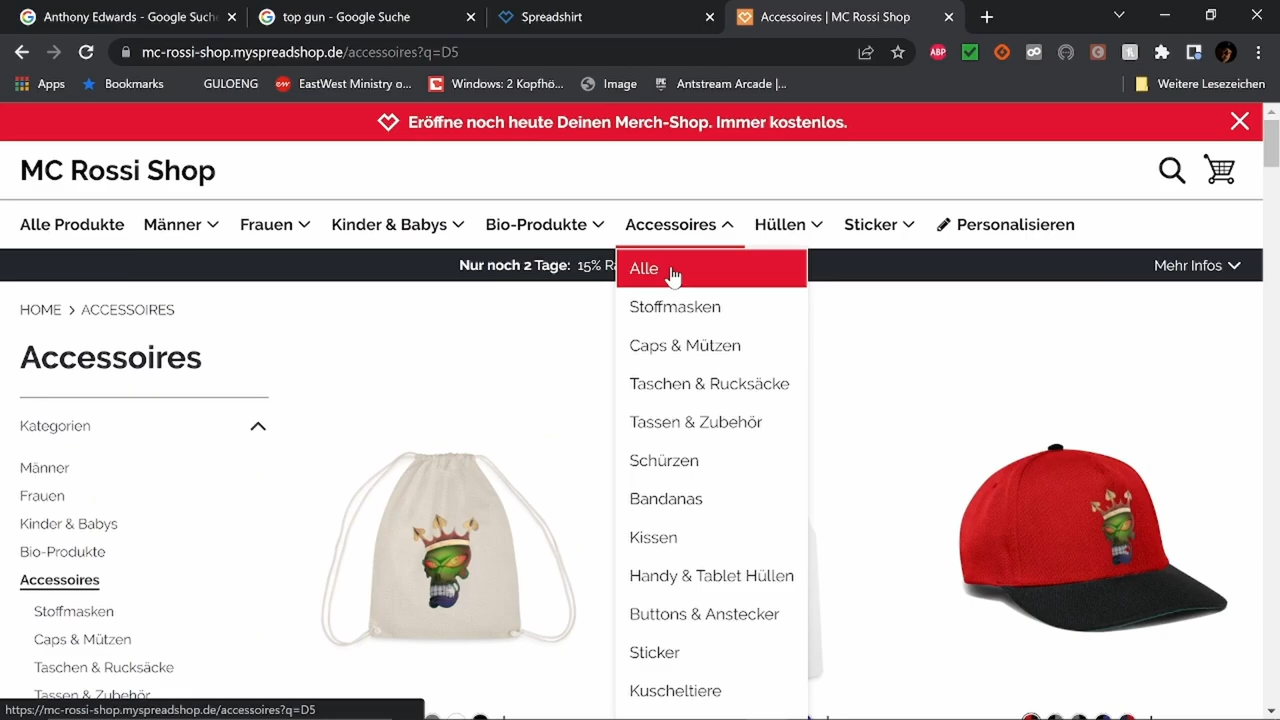 Anthony Edwards - Google Suche
top gun - Google Suche
Spreadshirt
Accessoires | MC Rossi Shop
mc-rossi-shop.myspreadshop.de/accessoires?q=D5
ABP
Apps
Bookmarks
GULOENG
EastWest Ministry o...
Windows: 2 Kopfhö...
Image
Antstream Arcade |...
Weitere Lesezeichen
Eröffne noch heute Deinen Merch-Shop. Immer kostenlos.
MC Rossi Shop
Alle Produkte
Männer
Frauen
Kinder & Babys
Bio-Produkte
Accessoires
Hüllen
Sticker
Personalisieren
Nur noch 2 Tage: 15%
Mehr Infos
Alle
Stoffmasken
Caps & Mützen
Taschen & Rucksäcke
Tassen & Zubehör
Schürzen
Bandanas
Kissen
Handy & Tablet Hüllen
Buttons & Anstecker
Sticker
Kuscheltiere
HOME > ACCESSOIRES
Accessoires
Kategorien
Männer
Frauen
Kinder & Babys
Bio-Produkte
Accessoires
Stoffmasken
Caps & Mützen
Taschen & Rucksäcke
Tassen & Zubehör
https://mc-rossi-shop.myspreadshop.de/accessoires?q=D5